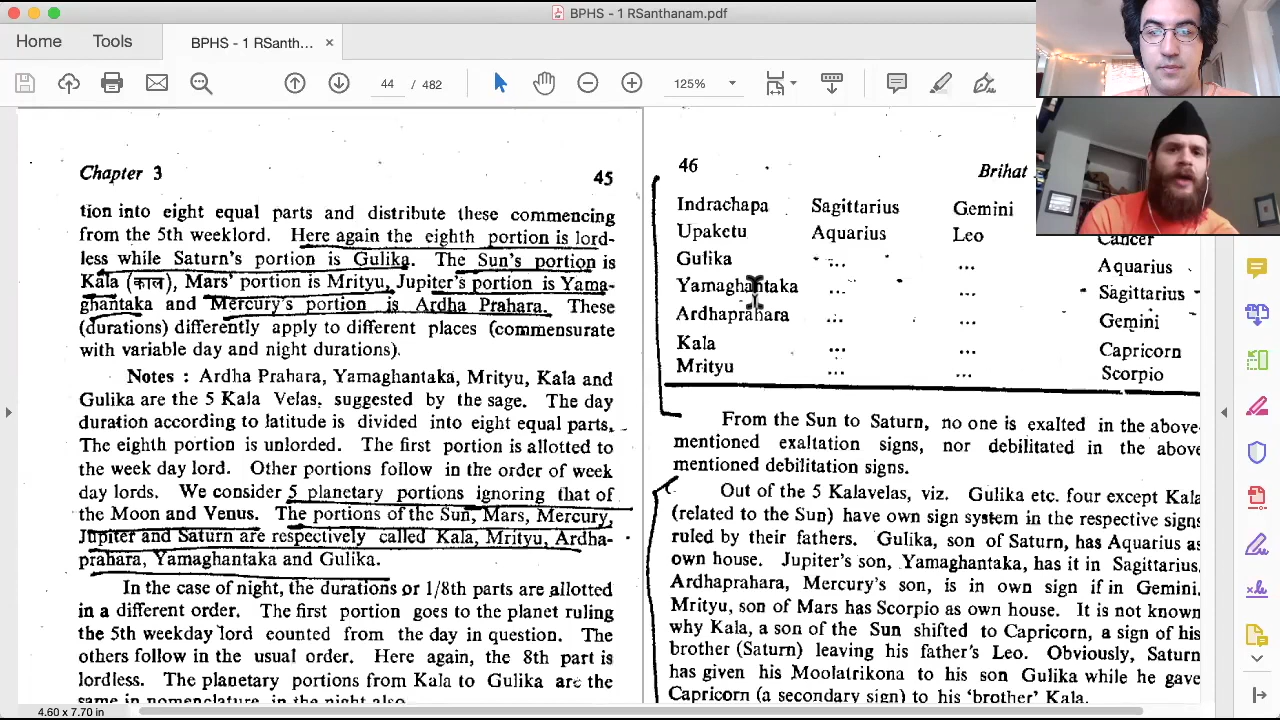 BPHS - 1 RSanthanam.pdf
Home Tools BPHS - 1 RSanth... ×
44 / 482 125%
Chapter 3 45
tion into eight equal parts and distribute these commencing
from the 5th weeklord. Here again the eighth portion is lord-
less while Saturn's portion is Gulika. The Sun's portion is
Kala (काल), Mars' portion is Mrityu, Jupiter's portion is Yama-
ghantaka and Mercury's portion is Ardha Prahara. These
(durations) differently apply to different places (commensurate
with variable day and night durations).
Notes : Ardha Prahara, Yamaghantaka, Mrityu, Kala and
Gulika are the 5 Kala Velas, suggested by the sage. The day
duration according to latitude is divided into eight equal parts.
The eighth portion is unlorded. The first portion is allotted to
the week day lord. Other portions follow in the order of week
day lords. We consider 5 planetary portions ignoring that of
the Moon and Venus. The portions of the Sun, Mars, Mercury,
Jupiter and Saturn are respectively called Kala, Mrityu, Ardha-
prahara, Yamaghantaka and Gulika.
In the case of night, the durations or 1/8th parts are allotted
in a different order. The first portion goes to the planet ruling
the 5th weekday lord counted from the day in question. The
others follow in the usual order. Here again, the 8th part is
lordless. The planetary portions from Kala to Gulika are the
same in nomenclature, in the night also.
46 Brihat
Indrachapa Sagittarius Gemini
Upaketu Aquarius Leo Cancer
Gulika ... ... Aquarius
Yamaghantaka ... ... Sagittarius
Ardhaprahara ... ... Gemini
Kala ... ... Capricorn
Mrityu ... ... Scorpio
From the Sun to Saturn, no one is exalted in the above-
mentioned exaltation signs, nor debilitated in the above
mentioned debilitation signs.
Out of the 5 Kalavelas, viz. Gulika etc. four except Kala
(related to the Sun) have own sign system in the respective signs
ruled by their fathers. Gulika, son of Saturn, has Aquarius as
own house. Jupiter's son, Yamaghantaka, has it in Sagittarius.
Ardhaprahara, Mercury's son, is in own sign if in Gemini.
Mrityu, son of Mars has Scorpio as own house. It is not known
why Kala, a son of the Sun shifted to Capricorn, a sign of his
brother (Saturn) leaving his father's Leo. Obviously, Saturn
has given his Moolatrikona to his son Gulika while he gave
Capricorn (a secondary sign) to his 'brother' Kala.
4.60 x 7.70 in